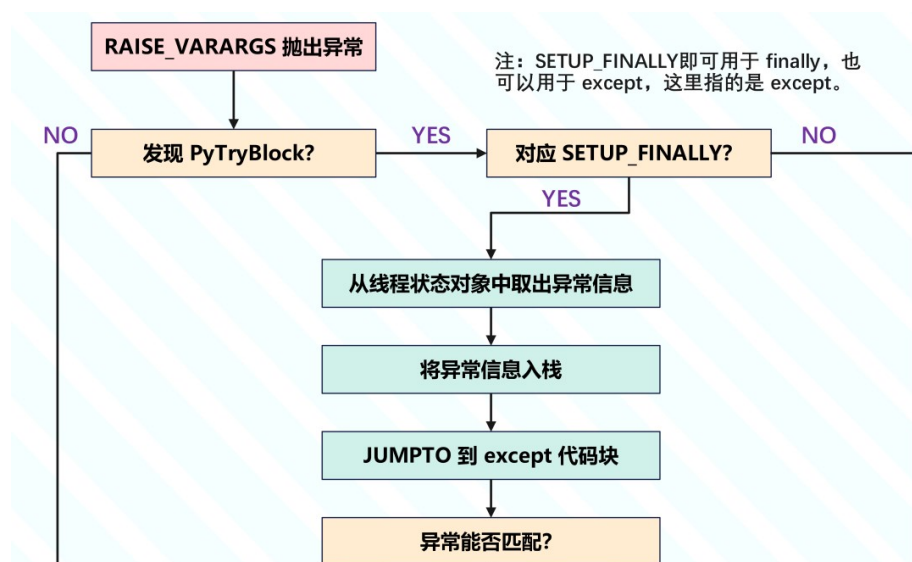 RAISE_VARARGS 抛出异常
注：SETUP_FINALLY即可用于 finally，也
可以用于 except，这里指的是 except。
NO
发现 PyTryBlock?
YES
对应 SETUP_FINALLY?
NO
YES
从线程状态对象中取出异常信息
将异常信息入栈
JUMPTO 到 except 代码块
异常能否匹配?